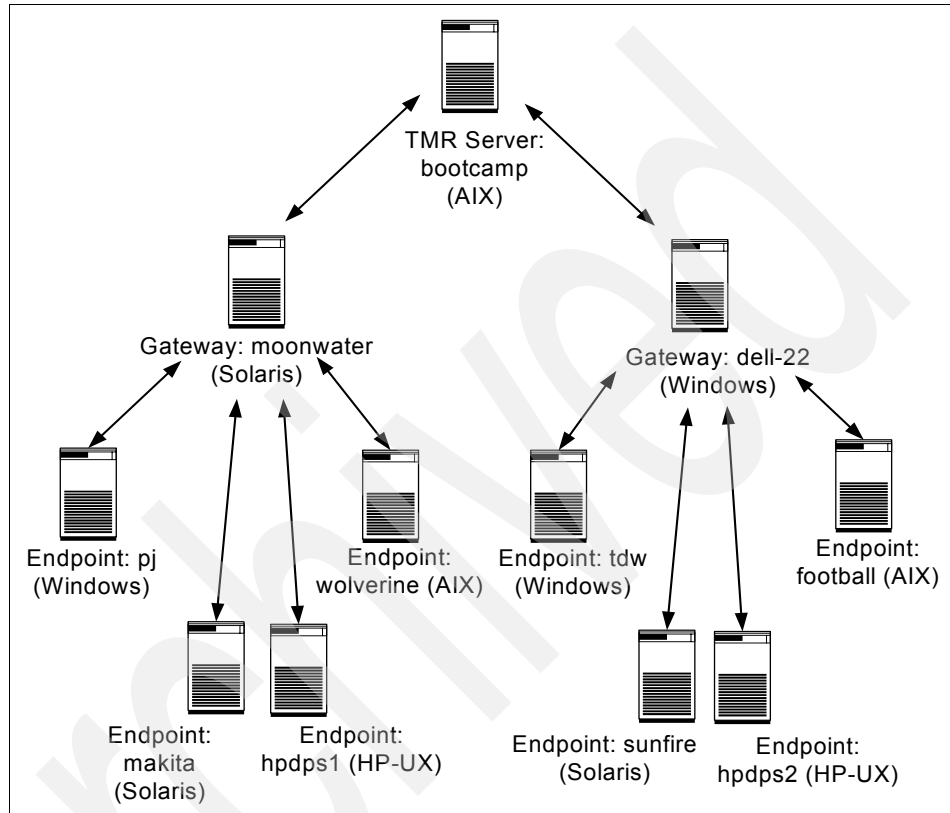 TMR Server:
bootcamp
(AIX)
Gateway: moonwater
(Solaris)
Gateway: dell-22
(Windows)
Endpoint: pj
(Windows)
Endpoint:
wolverine (AIX)
Endpoint: tdw
(Windows)
Endpoint:
football (AIX)
Endpoint:
makita
(Solaris)
Endpoint:
hpdps1 (HP-UX)
Endpoint: sunfire
(Solaris)
Endpoint:
hpdps2 (HP-UX)
rchived